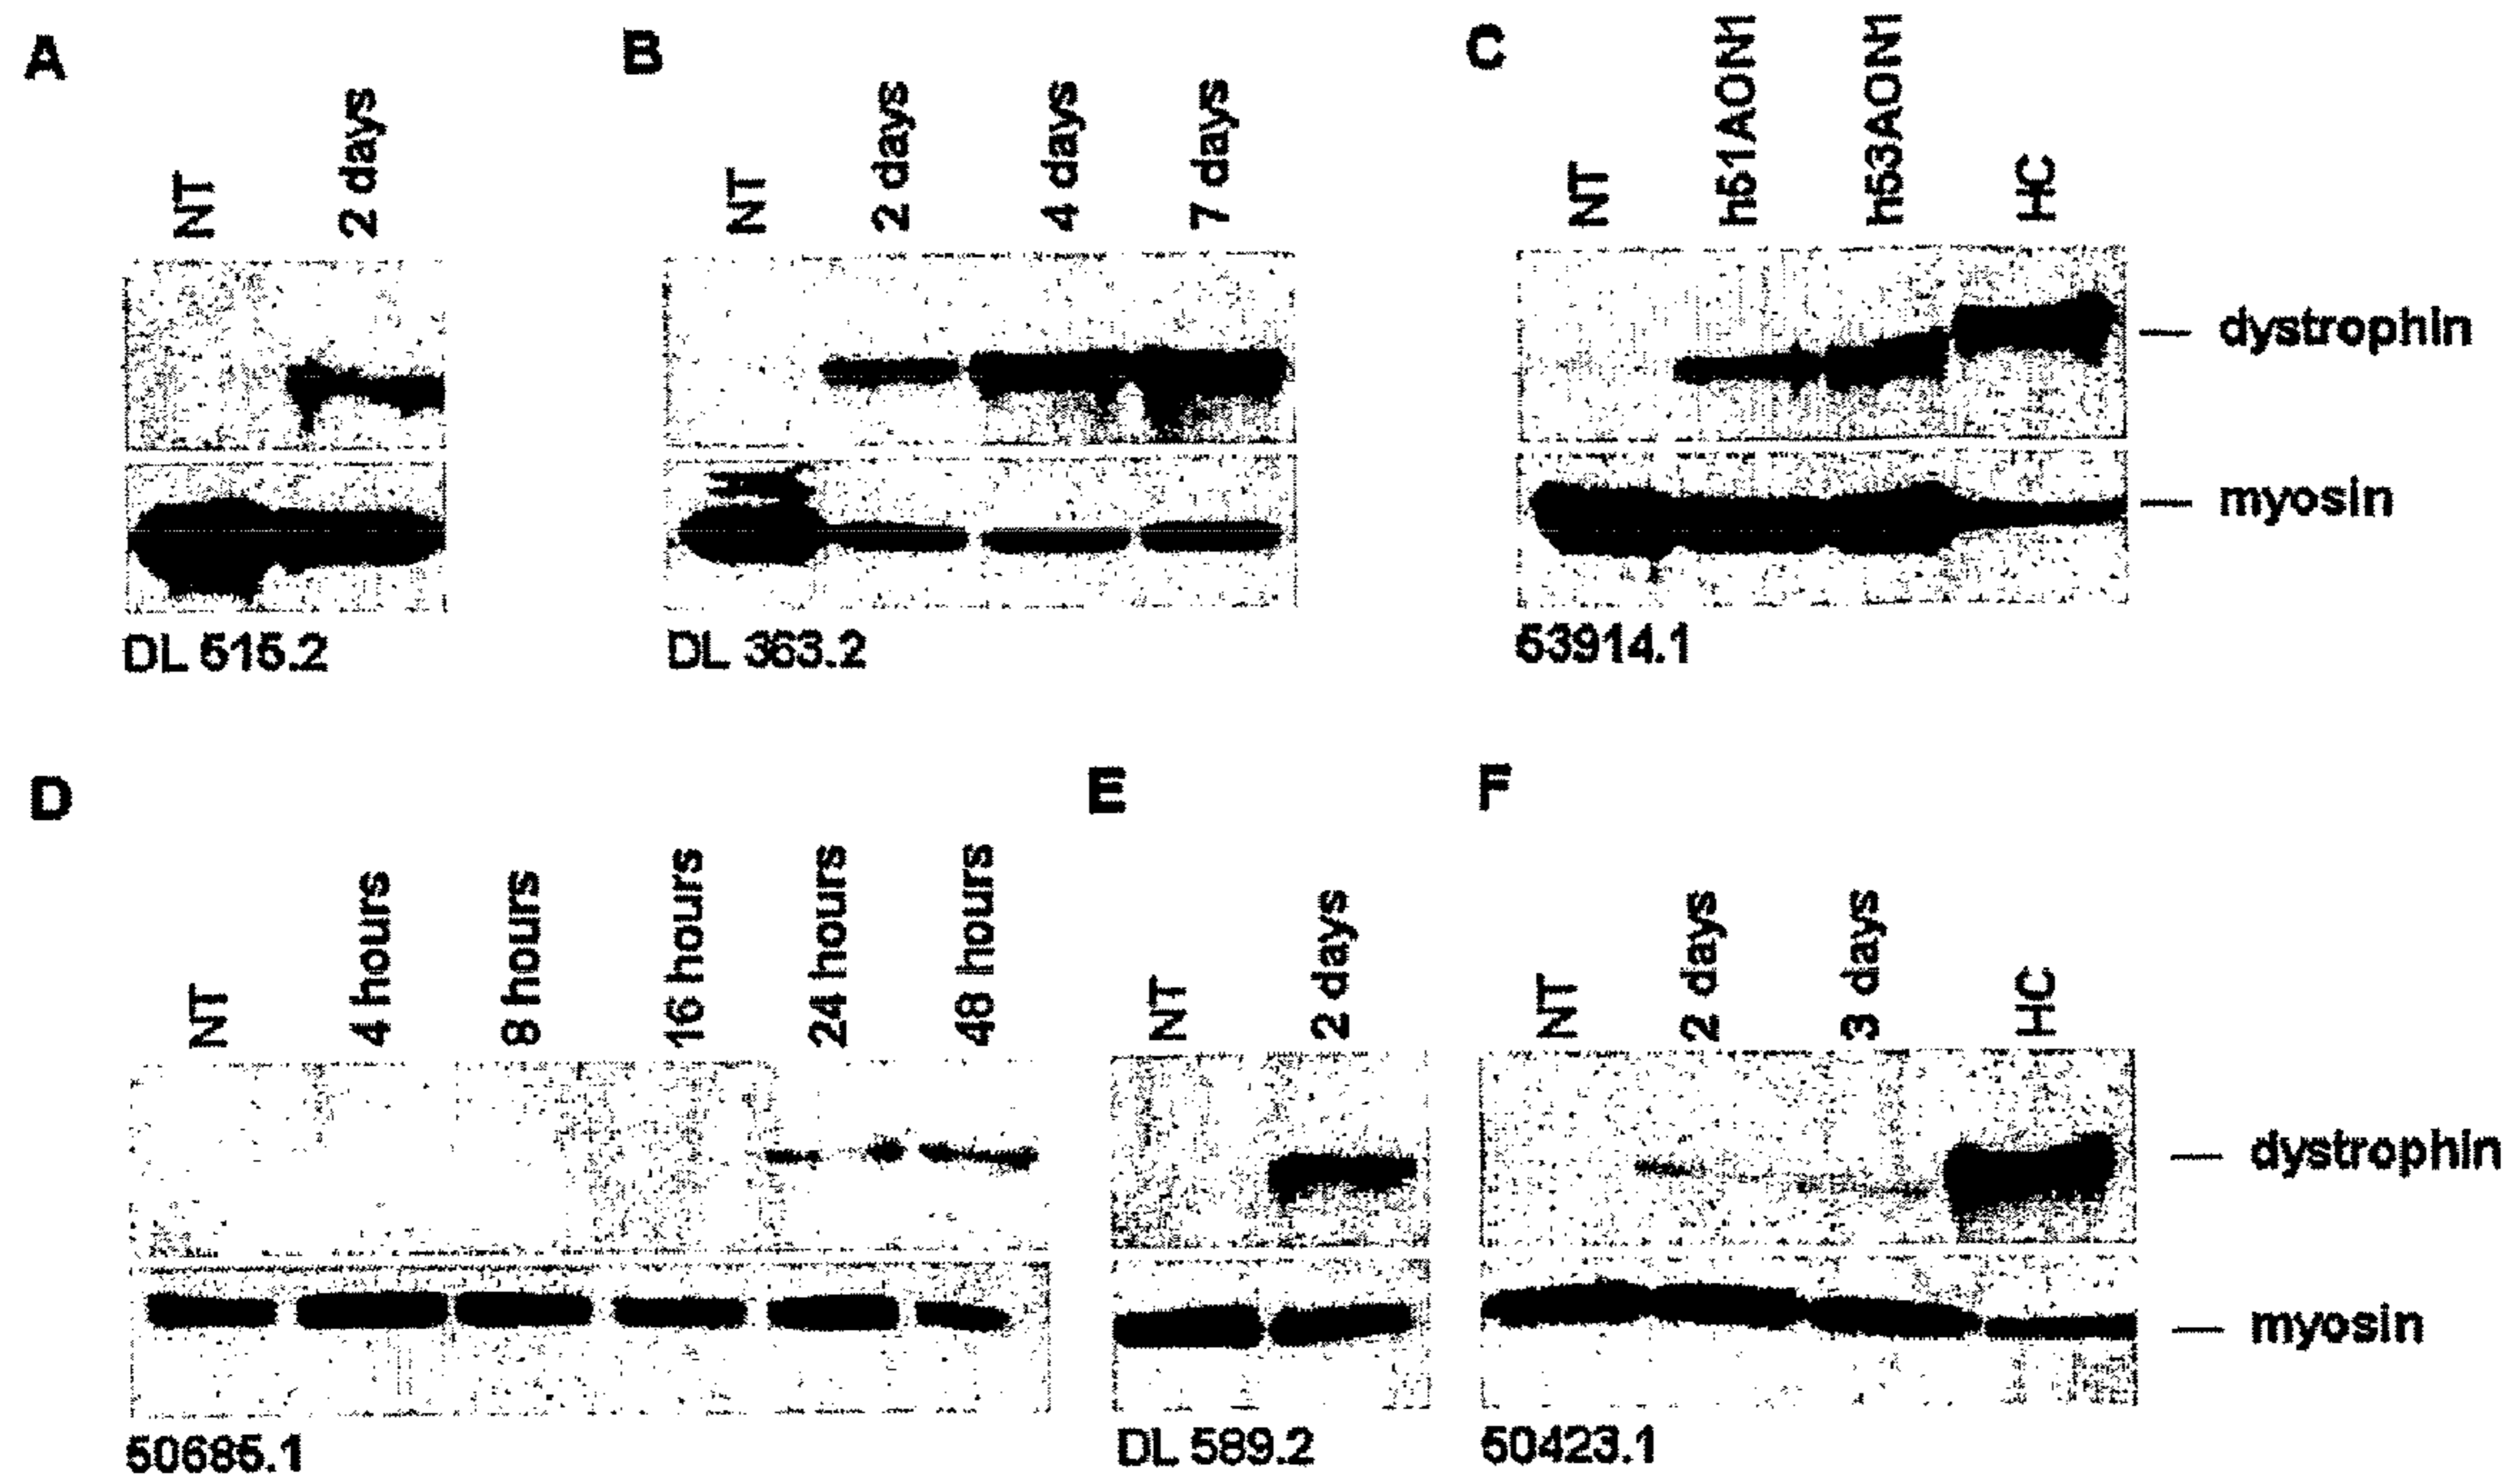 A
B
C
NT
2 days
NT
2 days
4 days
7 days
NT
h51AON1
h53AON1
HC
dystrophin
myosin
DL 515.2
DL 363.2
53914.1
D
E
F
NT
4 hours
8 hours
16 hours
24 hours
48 hours
NT
2 days
NT
2 days
3 days
HC
dystrophin
myosin
50685.1
DL 589.2
50423.1